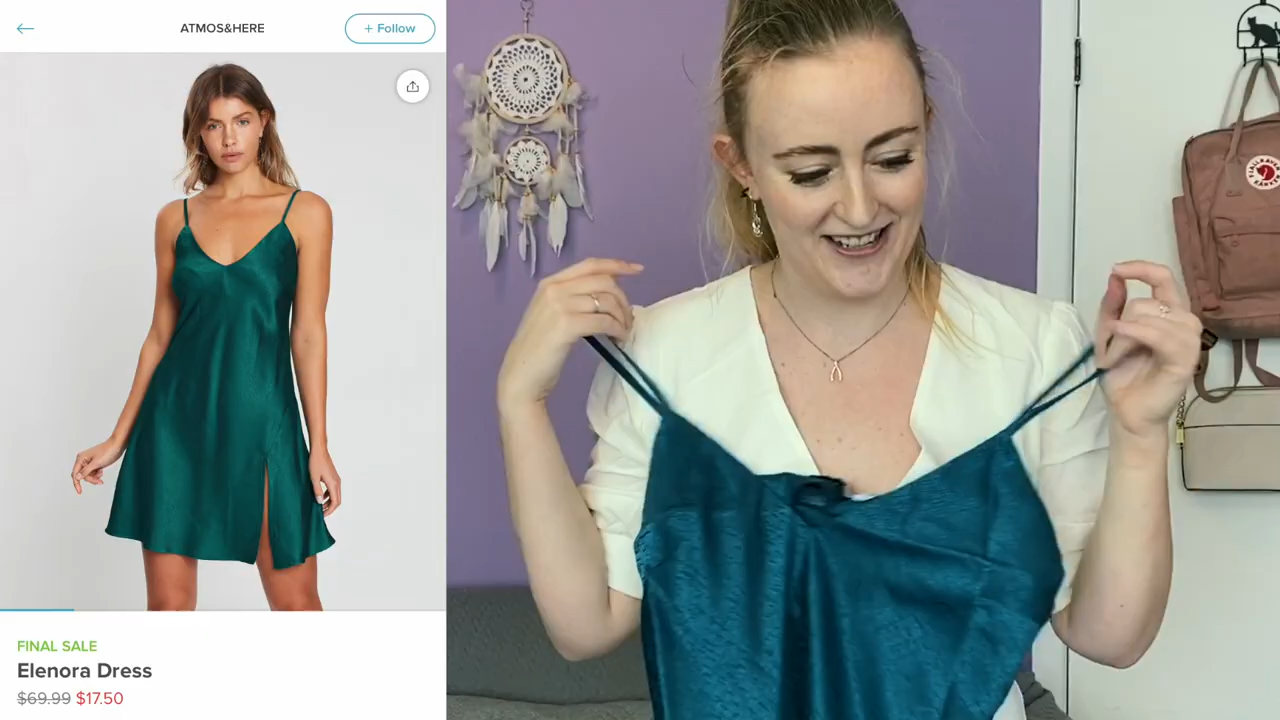 ATMOS&HERE
+ Follow
FINAL SALE
Elenora Dress
$69.99 $17.50